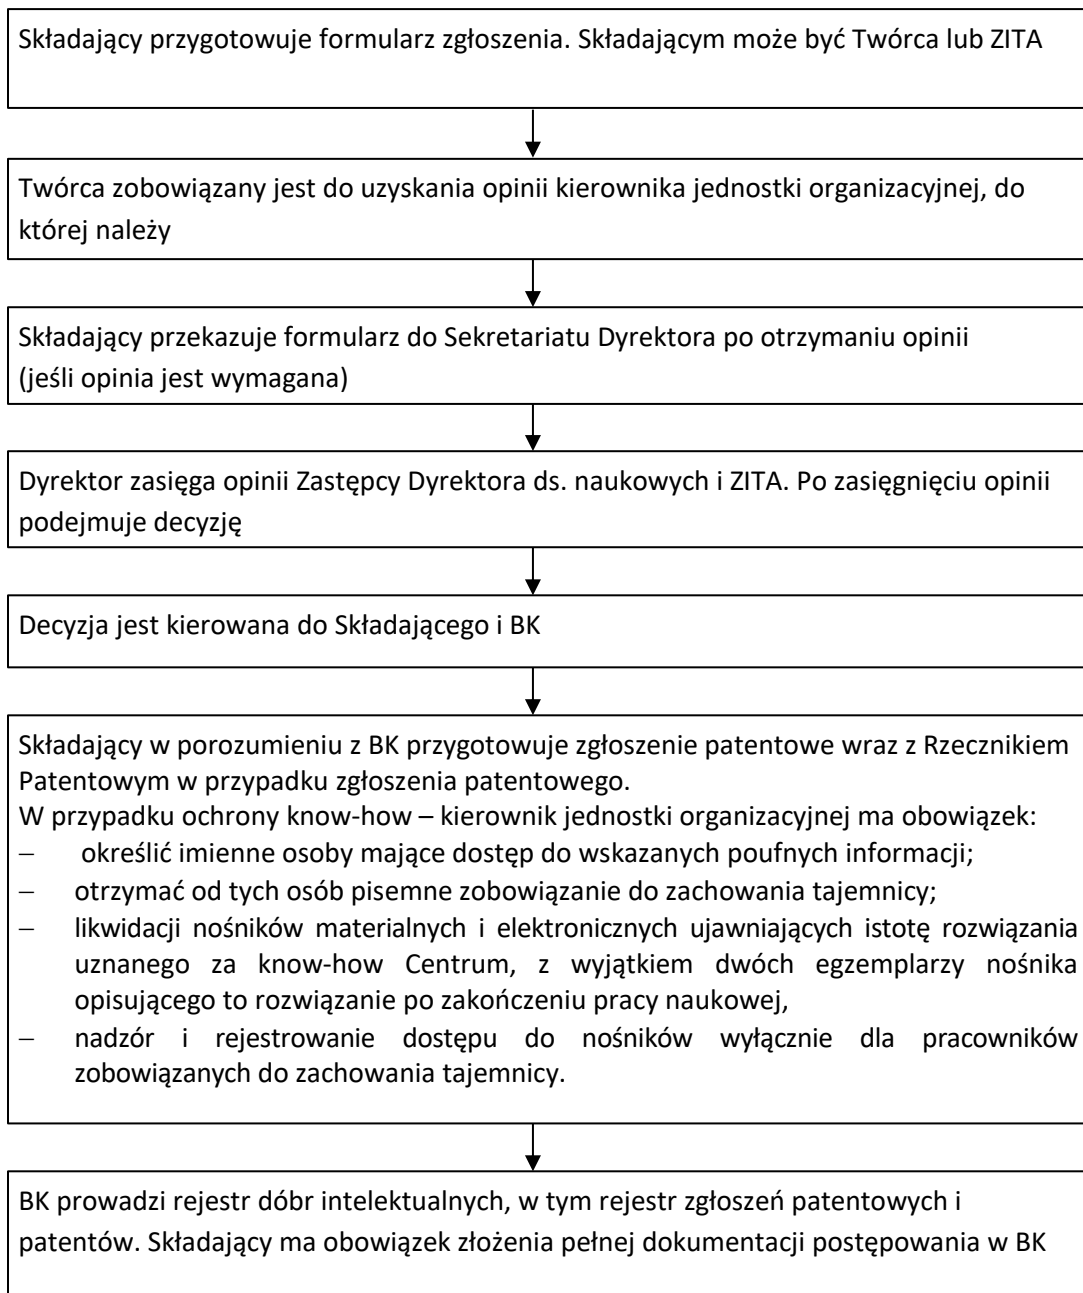 Składający przygotowuje formularz zgłoszenia. Składającym może być Twórca lub ZITA
Twórca zobowiązany jest do uzyskania opinii kierownika jednostki organizacyjnej, do
której należy
Składający przekazuje formularz do Sekretariatu Dyrektora po otrzymaniu opinii
(jeśli opinia jest wymagana)
Dyrektor zasięga opinii Zastępcy Dyrektora ds. naukowych i ZITA. Po zasięgnięciu opinii
podejmuje decyzję
Decyzja jest kierowana do Składającego i BK
Składający w porozumieniu z BK przygotowuje zgłoszenie patentowe wraz z Rzecznikiem
Patentowym w przypadku zgłoszenia patentowego.
W przypadku ochrony know-how – kierownik jednostki organizacyjnej ma obowiązek:
– określić imienne osoby mające dostęp do wskazanych poufnych informacji;
– otrzymać od tych osób pisemne zobowiązanie do zachowania tajemnicy;
– likwidacji nośników materialnych i elektronicznych ujawniających istotę rozwiązania
uznanego za know-how Centrum, z wyjątkiem dwóch egzemplarzy nośnika
opisującego to rozwiązanie po zakończeniu pracy naukowej,
– nadzór i rejestrowanie dostępu do nośników wyłącznie dla pracowników
zobowiązanych do zachowania tajemnicy.
BK prowadzi rejestr dóbr intelektualnych, w tym rejestr zgłoszeń patentowych i
patentów. Składający ma obowiązek złożenia pełnej dokumentacji postępowania w BK